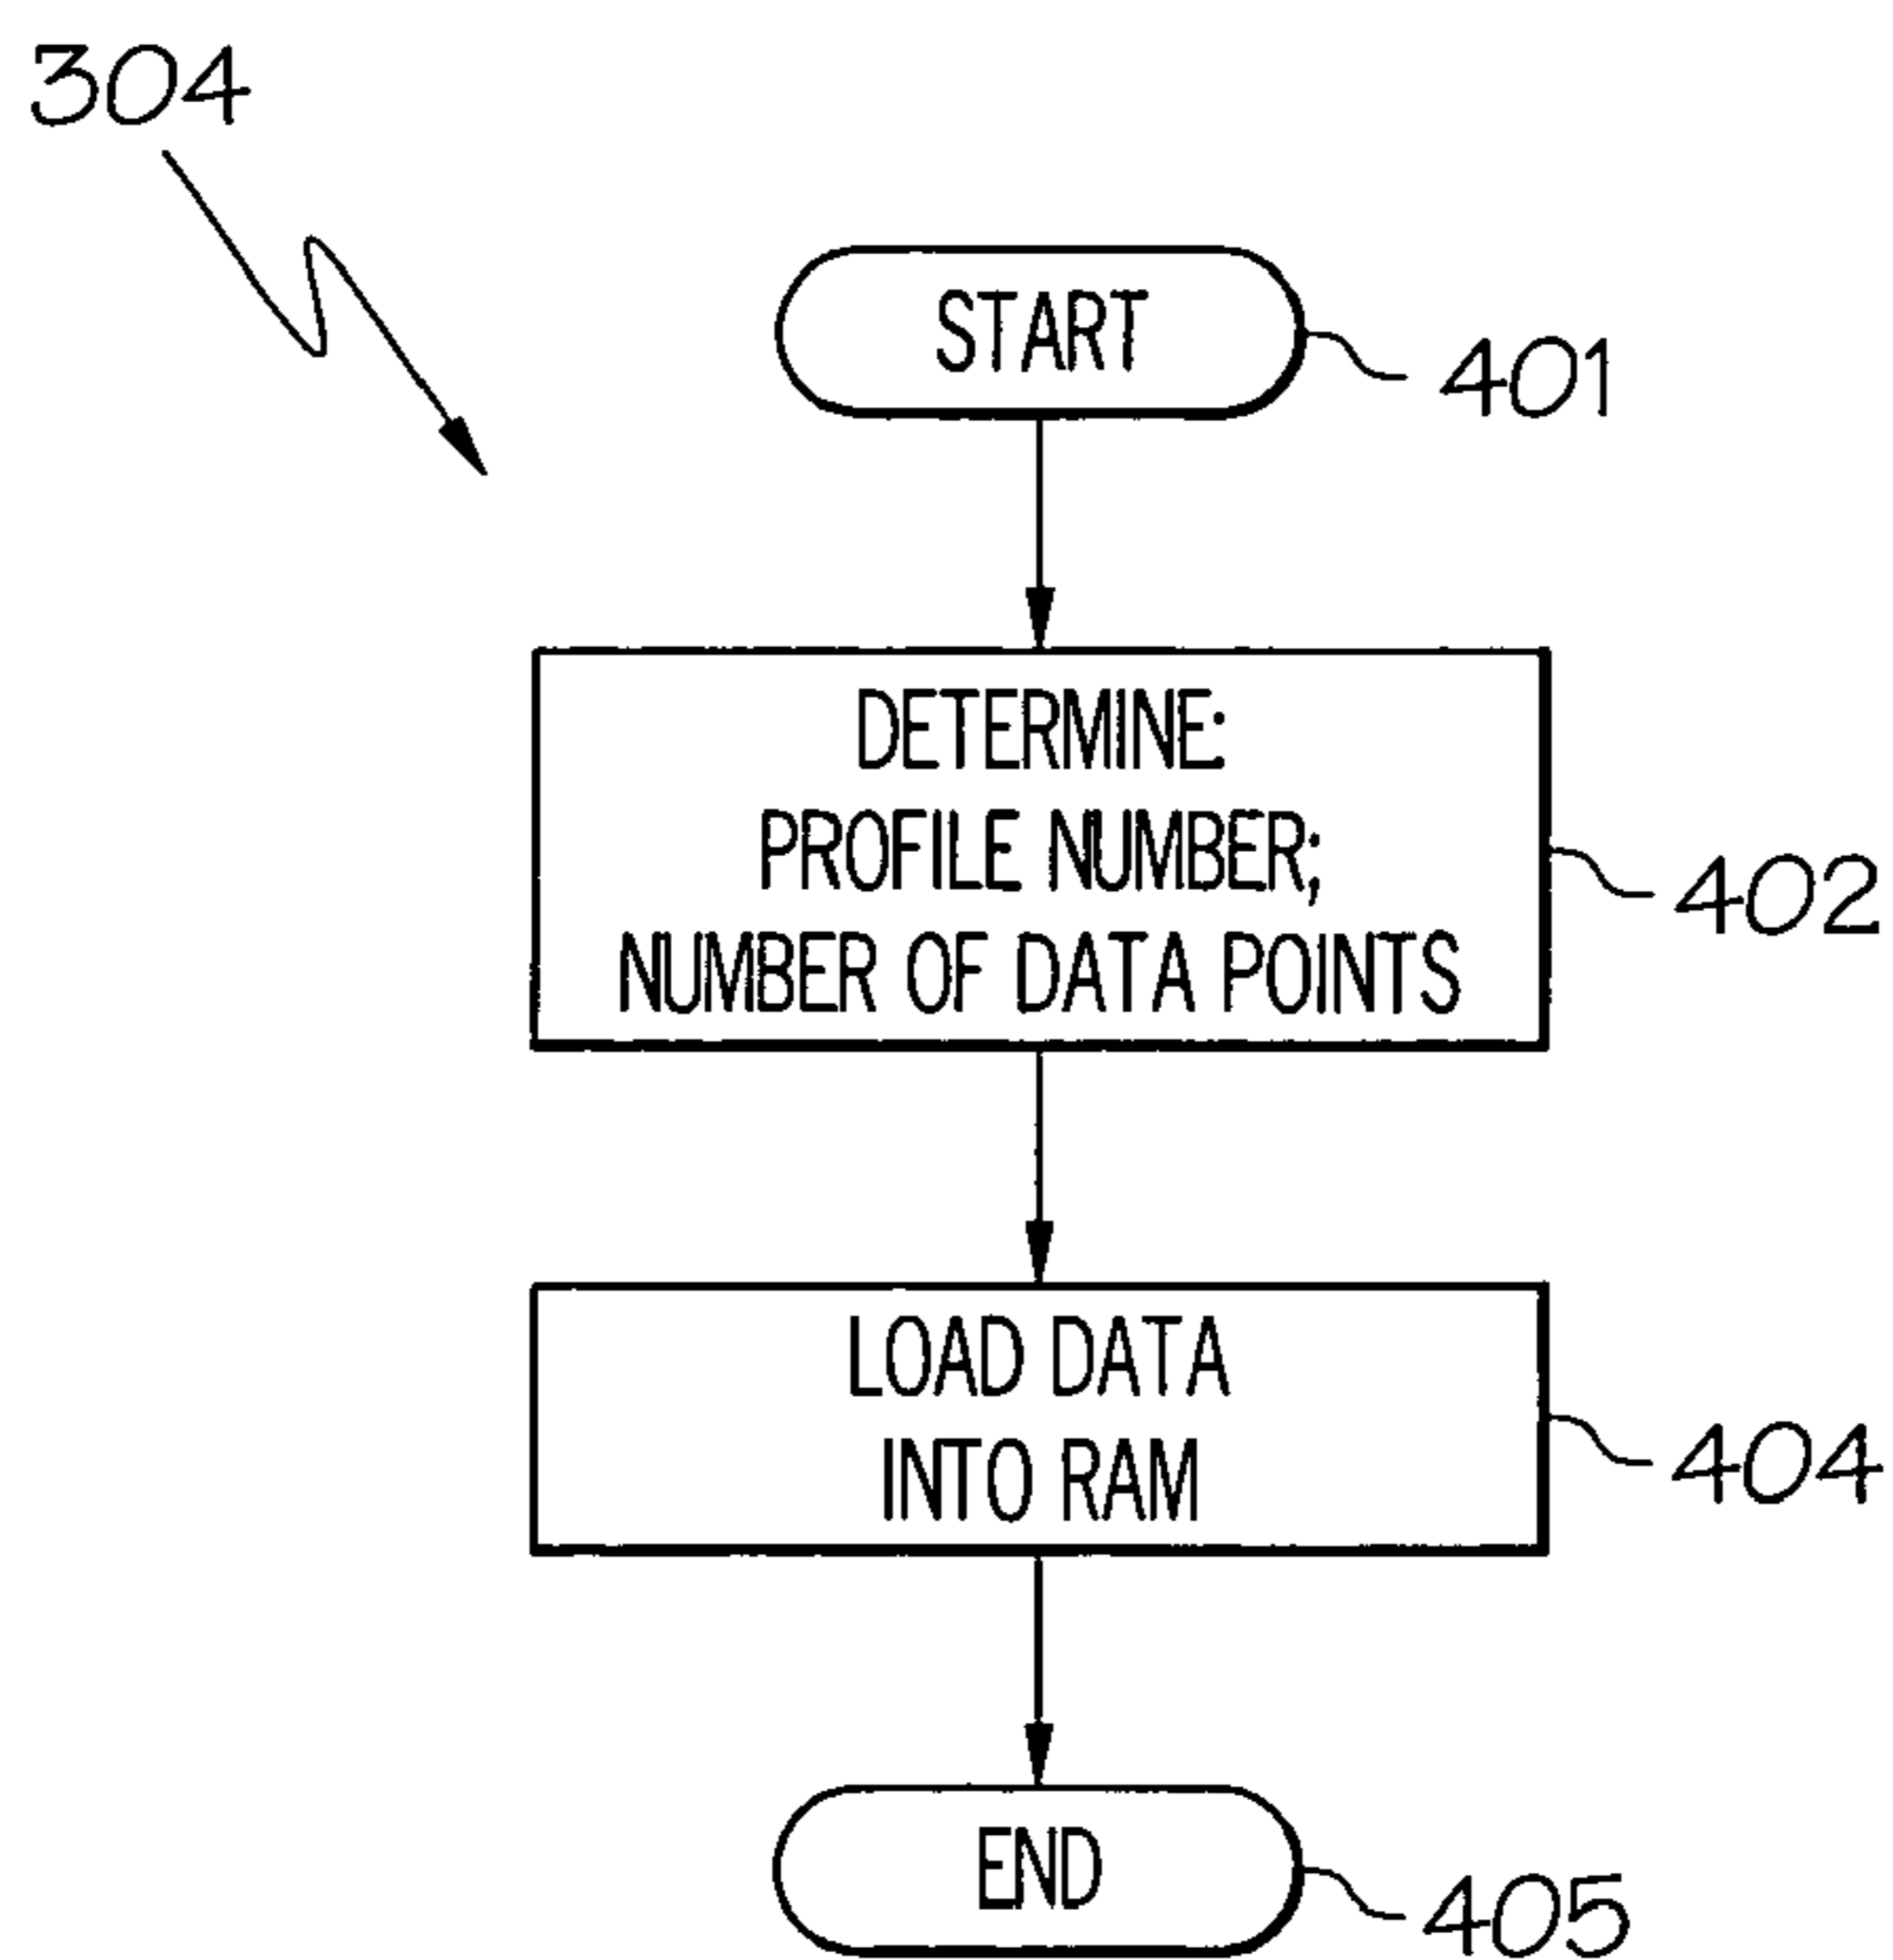 304
START
401
DETERMINE:
PROFILE NUMBER;
402
NUMBER OF DATA POINTS
LOAD DATA
404
INTO RAM
END
405